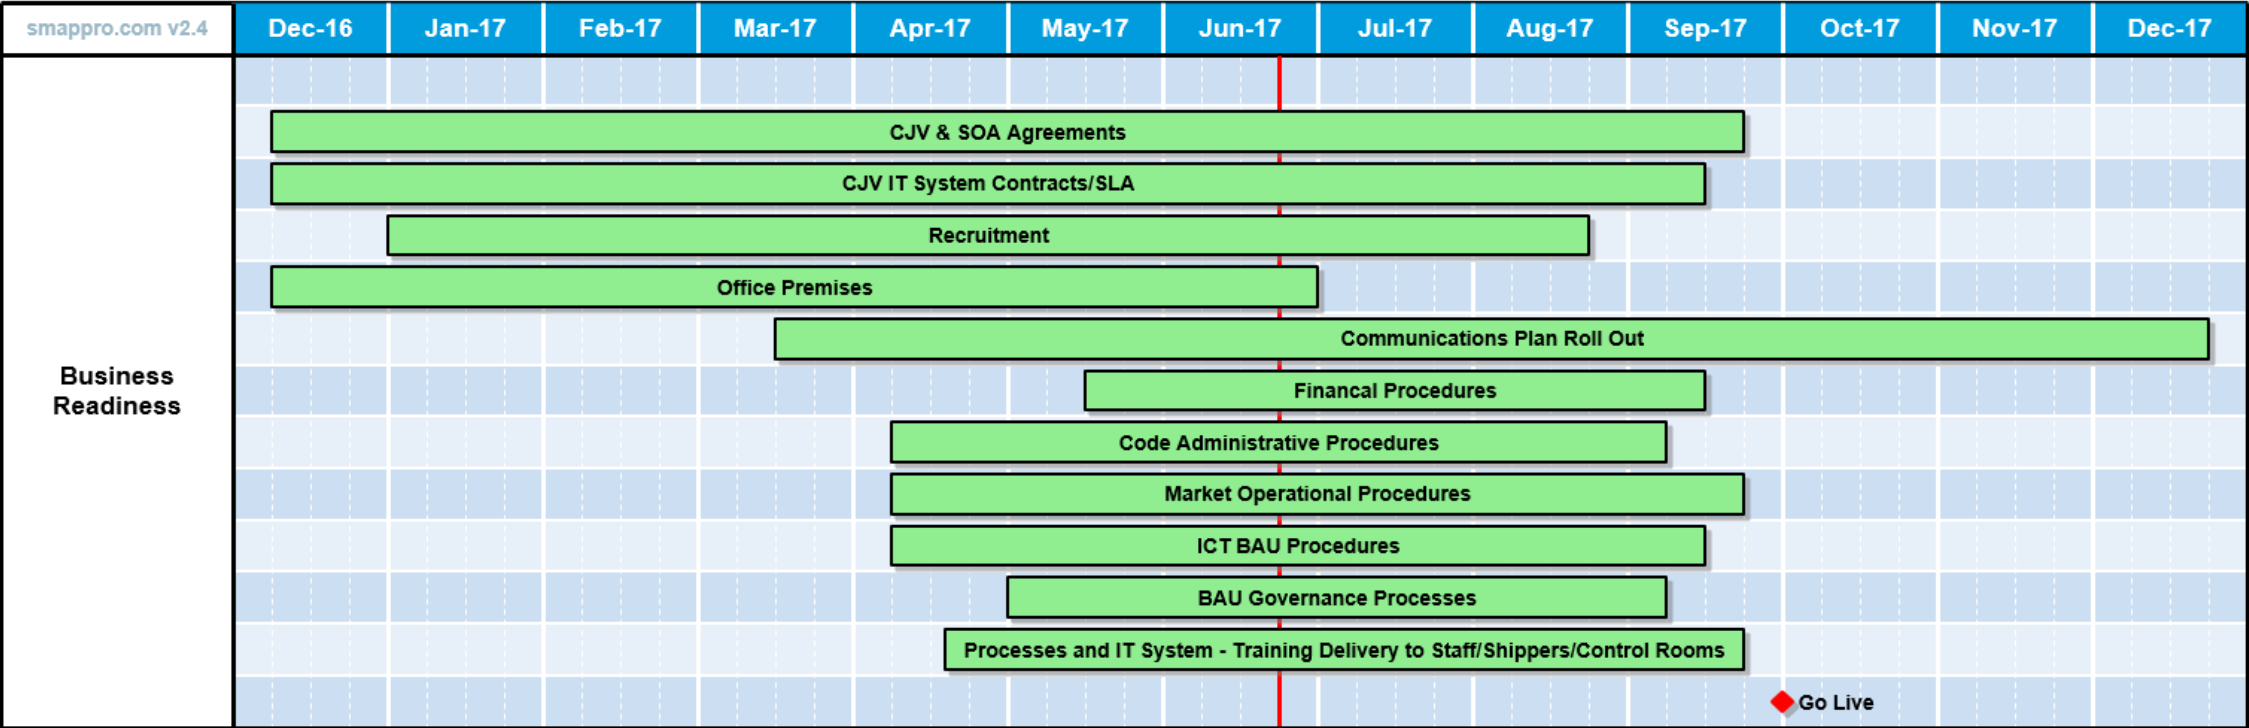 smappro.com v2.4 Dec-16 Jan-17 Feb-17 Mar-17 Apr-17 May-17 Jun-17 Jul-17 Aug-17 Sep-17 Oct-17 Nov-17 Dec-17
Business
Readiness
CJV & SOA Agreements
CJV IT System Contracts/SLA
Recruitment
Office Premises
Communications Plan Roll Out
Financal Procedures
Code Administrative Procedures
Market Operational Procedures
ICT BAU Procedures
BAU Governance Processes
Processes and IT System - Training Delivery to Staff/Shippers/Control Rooms
Go Live